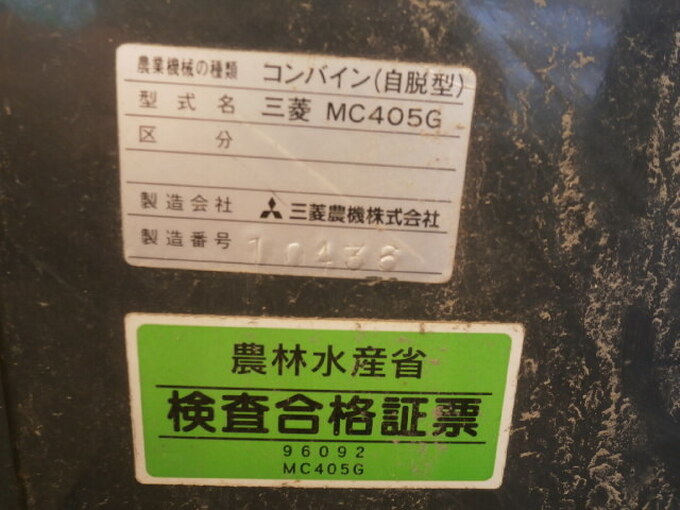 農業機械の種類 コンバイン(自脱型)
型式名 三菱 MC405G
区分
製造会社 三菱農機株式会社
製造番号 10436
農林水産省
検査合格証票
96092
MC405G